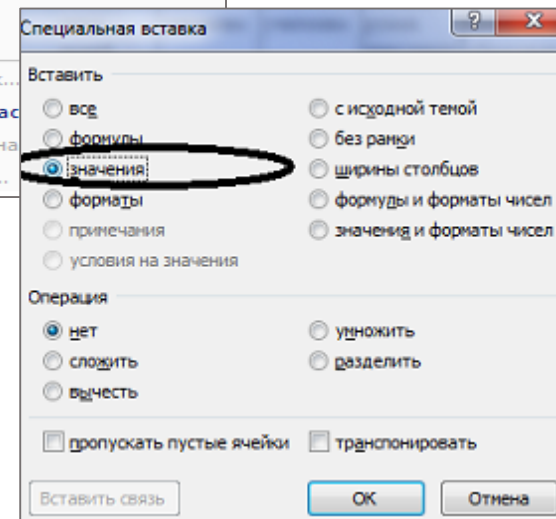 Специальная вставка
Вставить
все
с исходной темой
формулы
без рамки
значения
ширины столбцов
форматы
формулы и форматы чисел
примечания
значения и форматы чисел
условия на значения
Операция
нет
умножить
сложить
разделить
вычесть
пропускать пустые ячейки
транспонировать
Вставить связь
ОК
Отмена